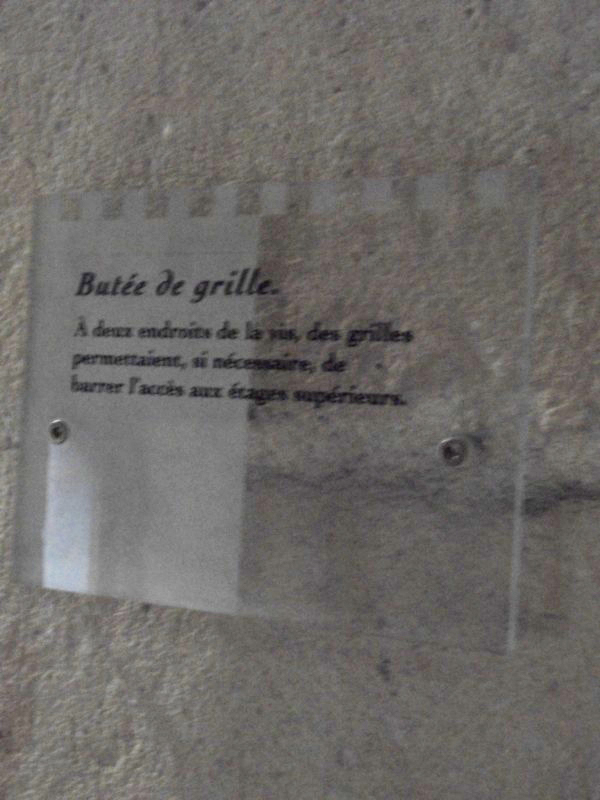 Butée de grille.
À deux endroits de la vis, des grilles
permettaient, si nécessaire, de
barrer l'accès aux étages supérieurs.